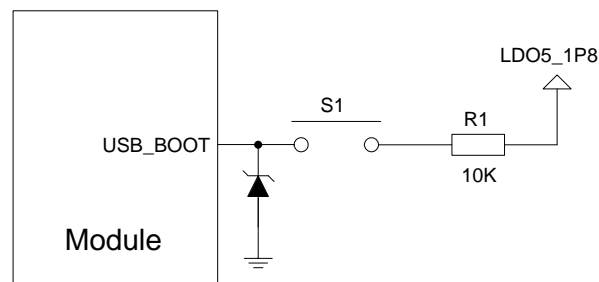 LDO5_1P8
S1
R1
USB_BOOT
10K
Module